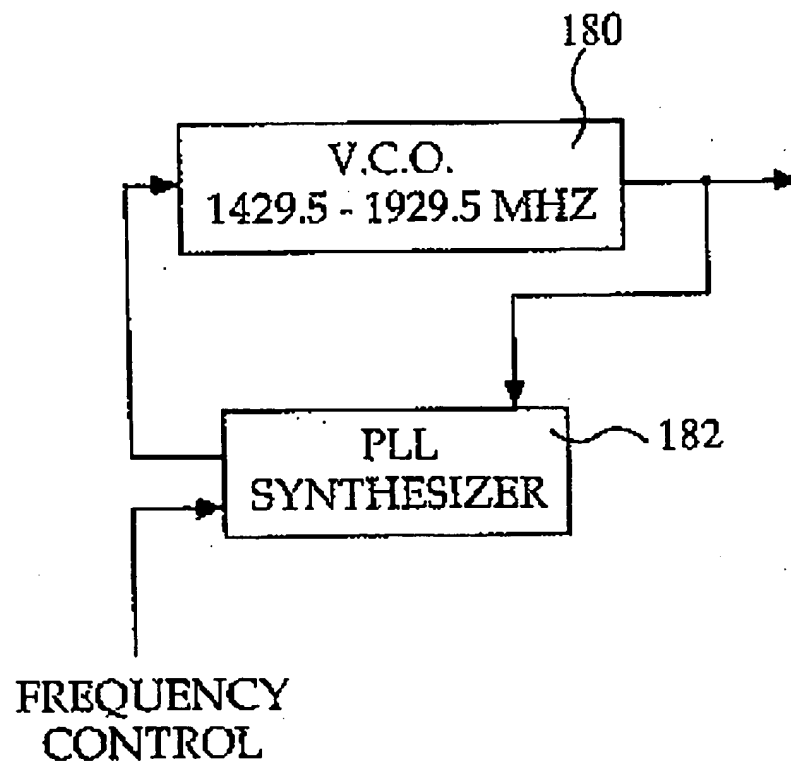 180
V.C.O.
1429.5 - 1929.5 MHZ
PLL
SYNTHESIZER
182
FREQUENCY
CONTROL